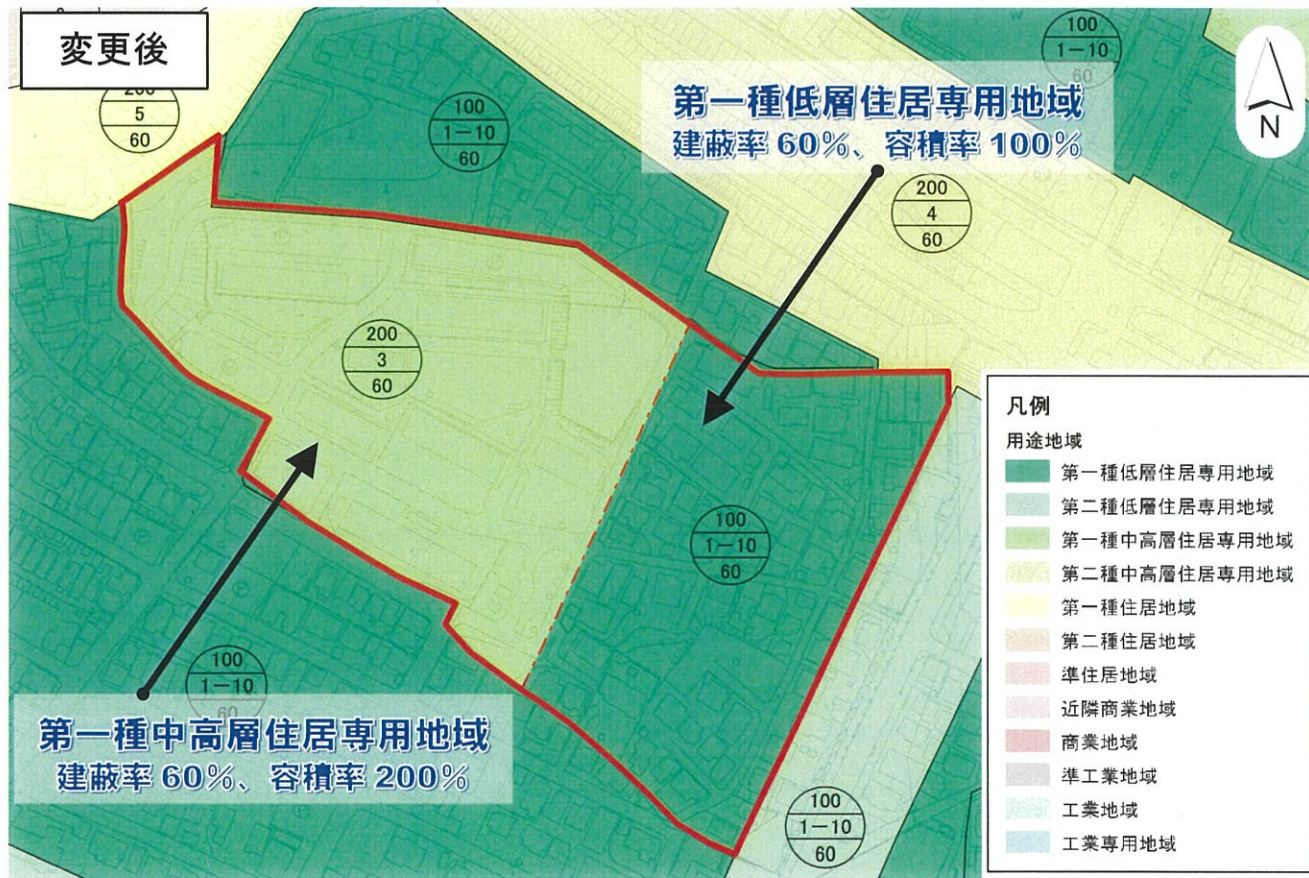 変更後
200
5
60
100
1-10
60
100
1-10
60
第一種低層住居専用地域
建蔽率 60%、容積率 100%
N
200
4
60
200
3
60
100
1-10
60
100
1-10
60
第一種中高層住居専用地域
建蔽率 60%、容積率 200%
100
1-10
60
凡例
用途地域
第一種低層住居専用地域
第二種低層住居専用地域
第一種中高層住居専用地域
第二種中高層住居専用地域
第一種住居地域
第二種住居地域
準住居地域
近隣商業地域
商業地域
準工業地域
工業地域
工業専用地域